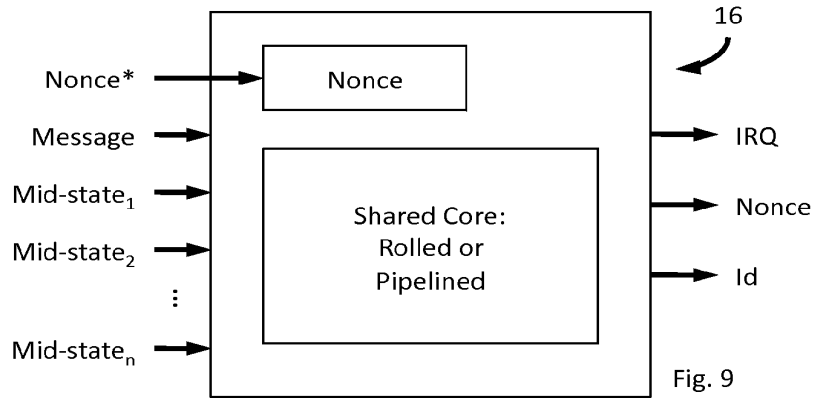 16
Nonce*
Nonce
Message
IRQ
Mid-state₁
Nonce
Mid-state₂
Id
⋮
Mid-stateₙ
Shared Core:
Rolled or
Pipelined
Fig. 9